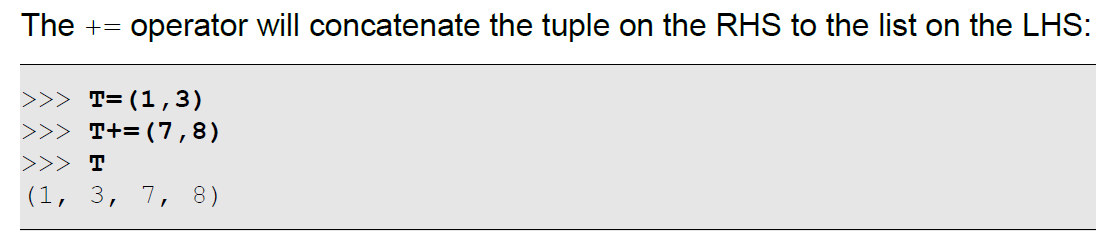 The += operator will concatenate the tuple on the RHS to the list on the LHS:
>>> T=(1,3)
>>> T+=(7,8)
>>> T
(1, 3, 7, 8)